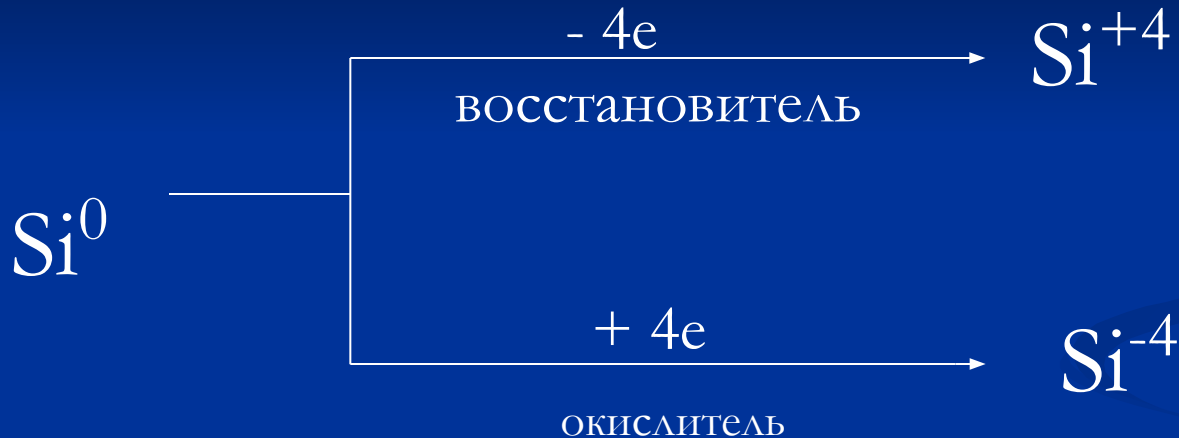 - 4e
Si⁺⁴
восстановитель
Si⁰
+ 4e
Si⁻⁴
окислитель